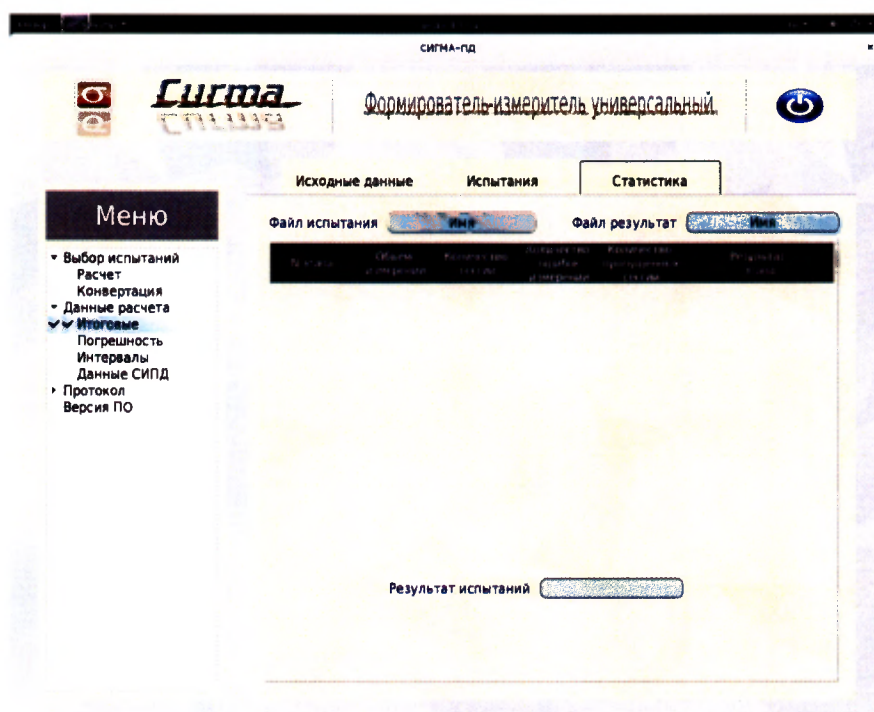 СИГМА-ПД
Сигта
Формирователь-измеритель универсальный
Исходные данные
Испытания
Статистика
Меню
Файл испытания
Имя
Файл результат
Имя
Выбор испытаний
Расчет
Конвертация
Данные расчета
Итоговые
Погрешность
Интервалы
Данные СИПД
Протокол
Версия ПО
Результат испытаний